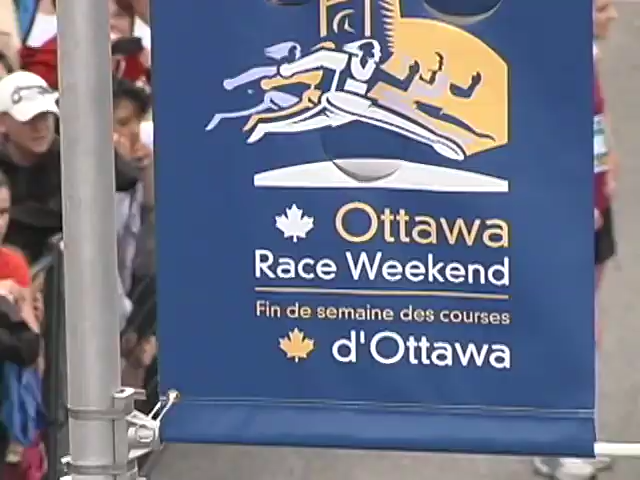 Ottawa
Race Weekend
Fin de semaine des courses
d'Ottawa